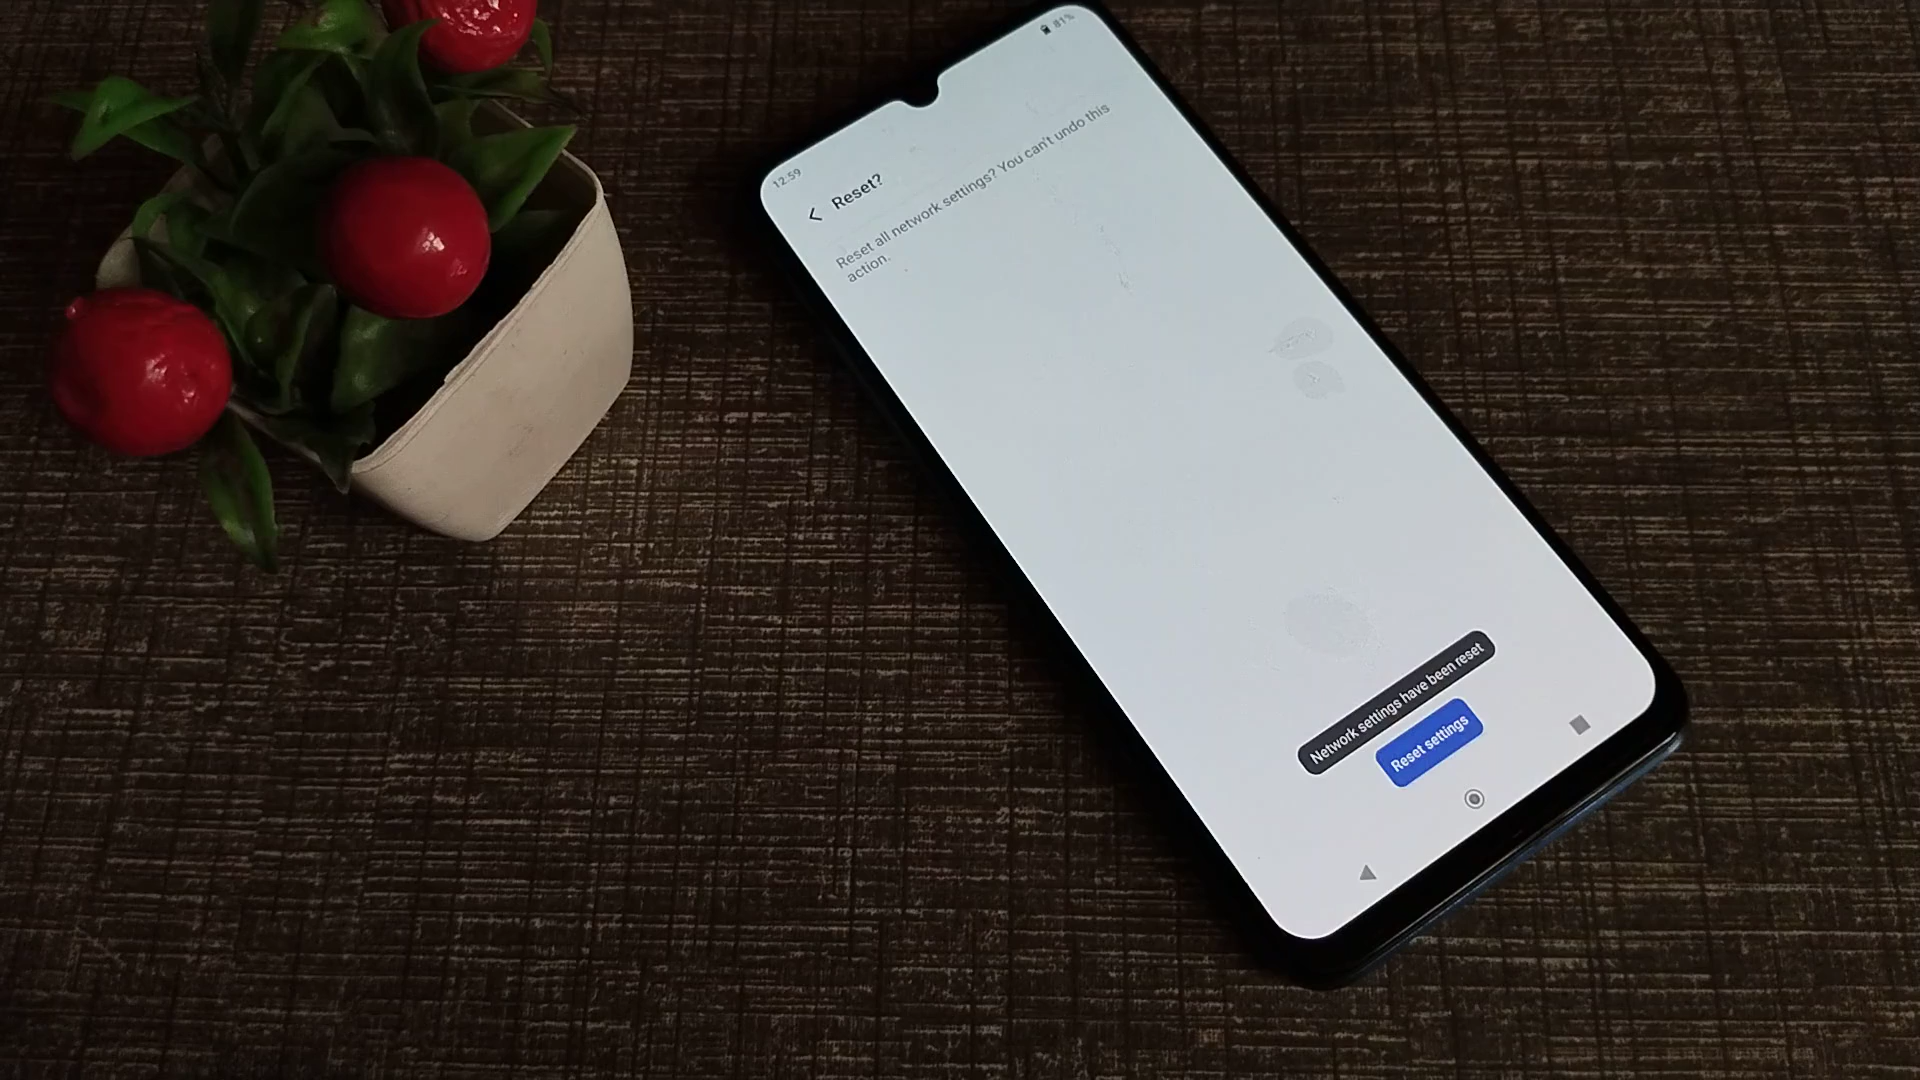 12:59
81%
Reset?
Reset all network settings? You can't undo this
action.
Network settings have been reset
Reset settings